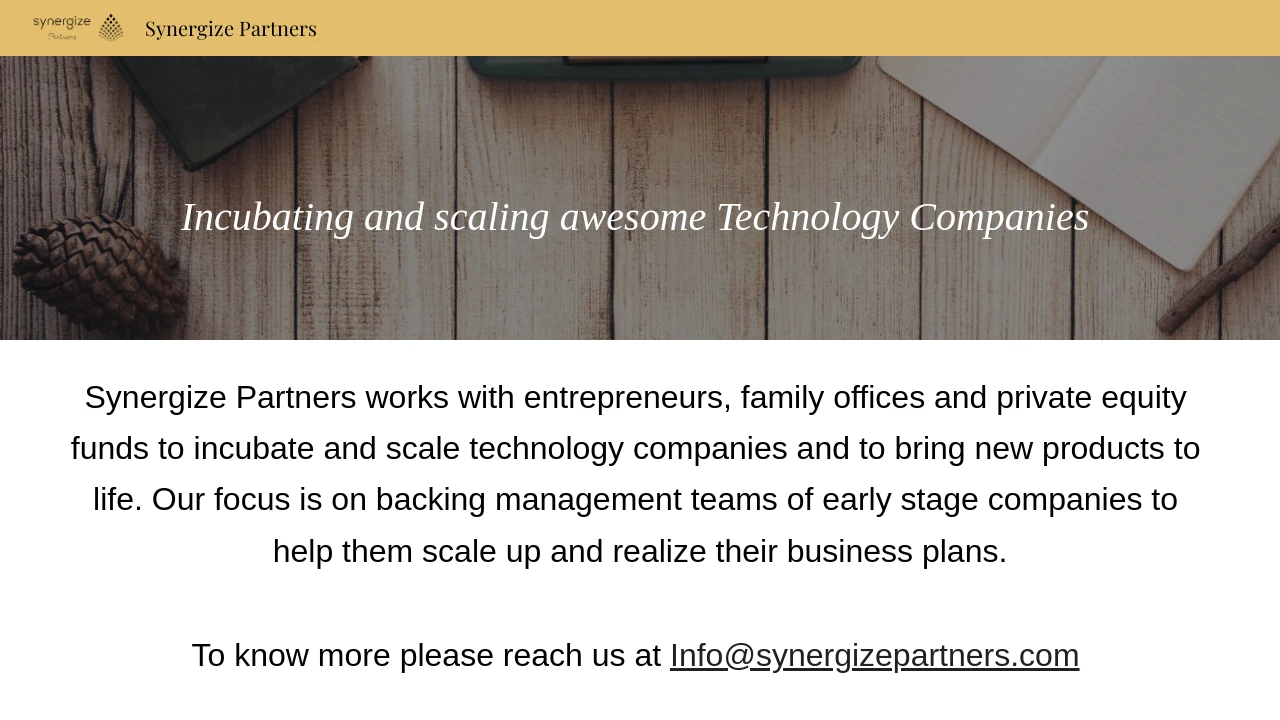 synergize
Partners
Synergize Partners
Incubating and scaling awesome Technology Companies
Synergize Partners works with entrepreneurs, family offices and private equity
funds to incubate and scale technology companies and to bring new products to
life. Our focus is on backing management teams of early stage companies to
help them scale up and realize their business plans.
To know more please reach us at Info@synergizepartners.com